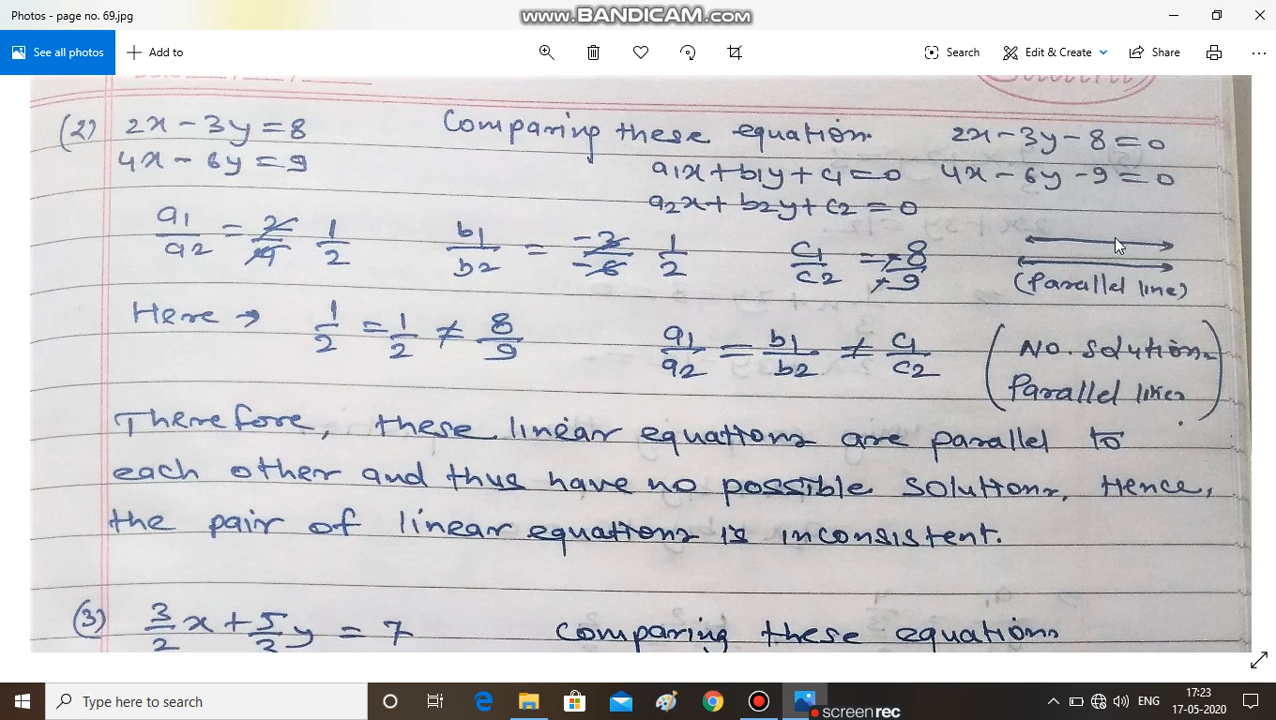 Photos - page no. 69.jpg
www.BANDICAM.com
See all photos
Add to
Search
Edit & Create
Share
(2) 2x - 3y = 8 Comparing these equation 2x - 3y - 8 = 0
4x - 6y = 9 a1x + b1y + c1 = 0 4x - 6y - 9 = 0
a2x + b2y + c2 = 0
a1/a2 = 2/4 1/2 b1/b2 = -3/-6 1/2 c1/c2 = -8/-9
(Parallel line)
Here → 1/2 = 1/2 ≠ 8/9 a1/a2 = b1/b2 ≠ c1/c2 (No. solution
Parallel lines)
Therefore, these linear equations are parallel to
each other and thus have no possible solutions. Hence,
the pair of linear equations is inconsistent.
(3) 3/2 x + 5/3 y = 7 Comparing these equations
Type here to search
ENG
17:23
17-05-2020
screen rec